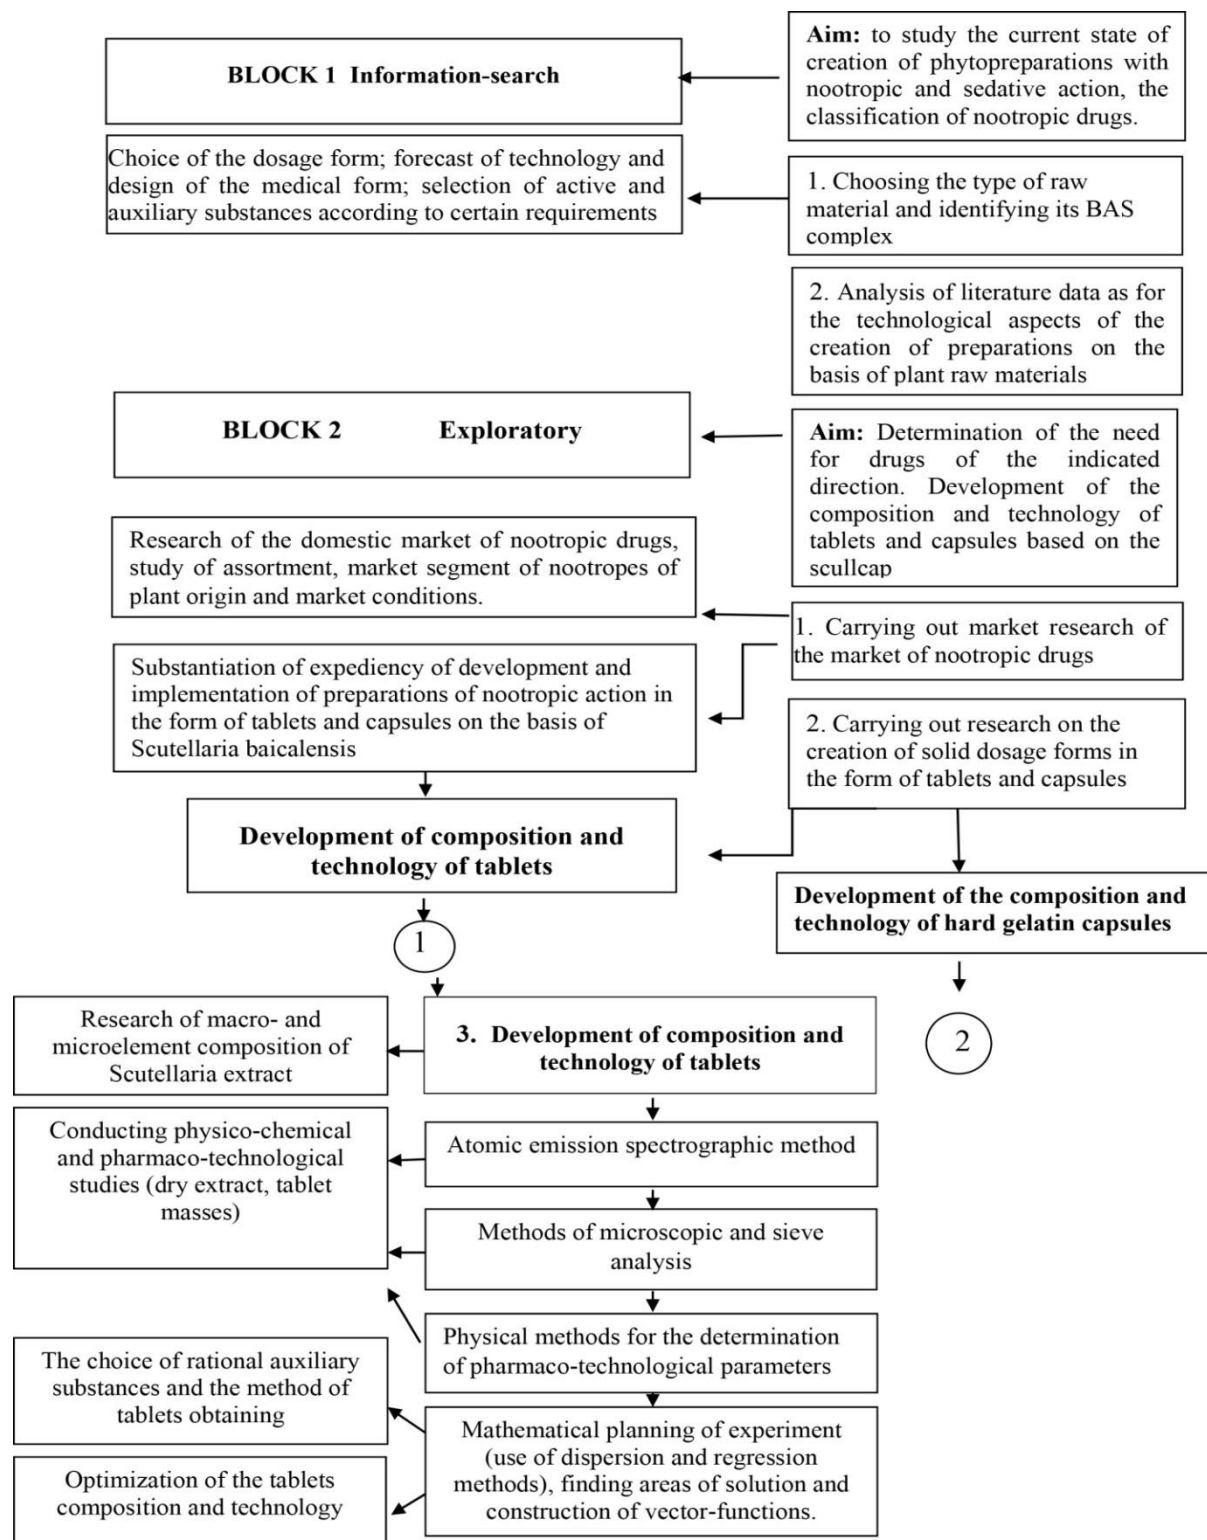 BLOCK 1 Information-search
Aim: to study the current state of
creation of phytopreparations with
nootropic and sedative action, the
classification of nootropic drugs.
Choice of the dosage form; forecast of technology and
design of the medical form; selection of active and
auxiliary substances according to certain requirements
1. Choosing the type of raw
material and identifying its BAS
complex
2. Analysis of literature data as for
the technological aspects of the
creation of preparations on the
basis of plant raw materials
BLOCK 2 Exploratory
Aim: Determination of the need
for drugs of the indicated
direction. Development of the
composition and technology of
tablets and capsules based on the
scullcap
Research of the domestic market of nootropic drugs,
study of assortment, market segment of nootropes of
plant origin and market conditions.
1. Carrying out market research of
the market of nootropic drugs
Substantiation of expediency of development and
implementation of preparations of nootropic action in
the form of tablets and capsules on the basis of
Scutellaria baicalensis
2. Carrying out research on the
creation of solid dosage forms in
the form of tablets and capsules
Development of composition and
technology of tablets
Development of the composition and
technology of hard gelatin capsules
1
2
Research of macro- and
microelement composition of
Scutellaria extract
3. Development of composition and
technology of tablets
Conducting physico-chemical
and pharmaco-technological
studies (dry extract, tablet
masses)
Atomic emission spectrographic method
Methods of microscopic and sieve
analysis
Physical methods for the determination
of pharmaco-technological parameters
The choice of rational auxiliary
substances and the method of
tablets obtaining
Mathematical planning of experiment
(use of dispersion and regression
methods), finding areas of solution and
construction of vector-functions.
Optimization of the tablets
composition and technology